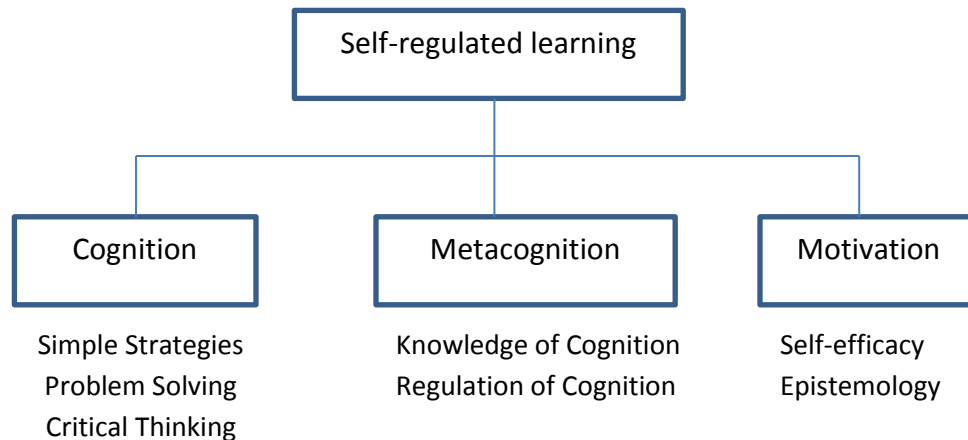 Self-regulated learning
Cognition
Metacognition
Motivation
Simple Strategies
Problem Solving
Critical Thinking
Knowledge of Cognition
Regulation of Cognition
Self-efficacy
Epistemology